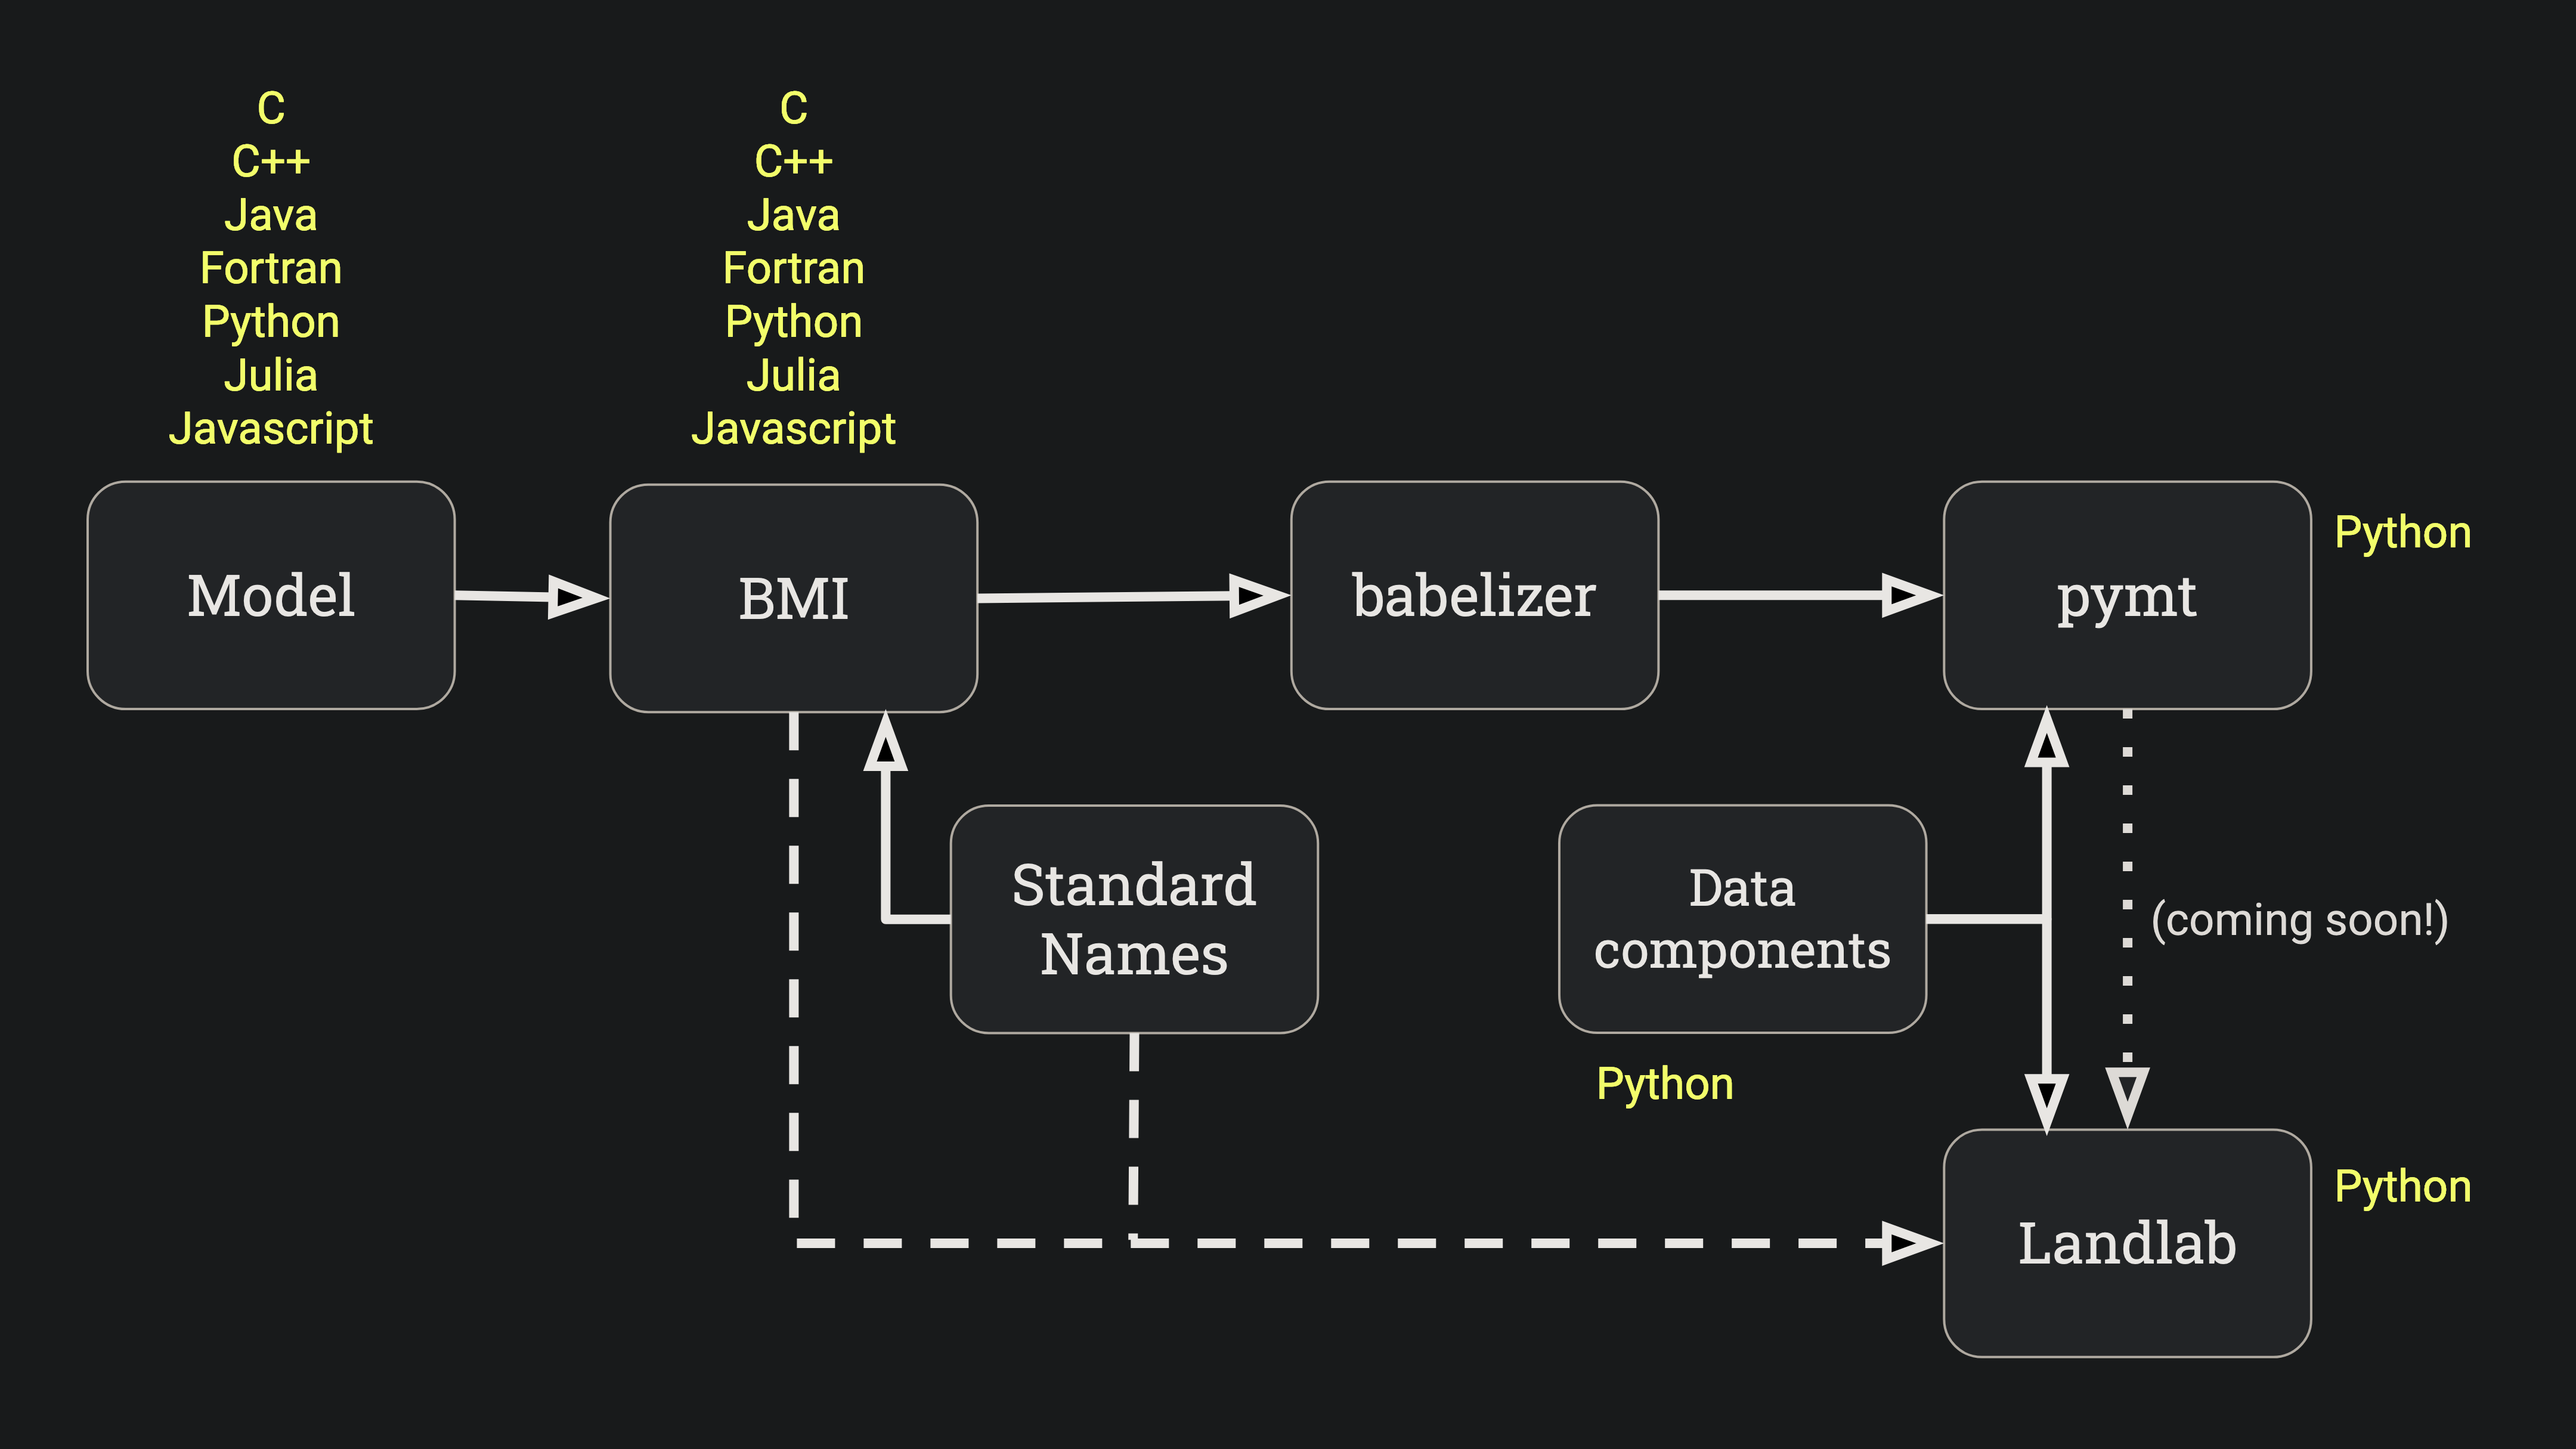 C
C++
Java
Fortran
Python
Julia
Javascript
C
C++
Java
Fortran
Python
Julia
Javascript
Model
BMI
babelizer
pymt
Python
Standard
Names
Data
components
(coming soon!)
Python
Landlab
Python